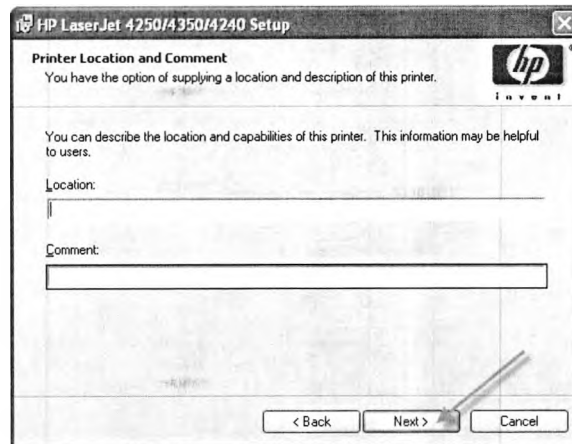 HP LaserJet 4250/4350/4240 Setup
Printer Location and Comment
You have the option of supplying a location and description of this printer.
hp
invent
You can describe the location and capabilities of this printer. This information may be helpful
to users.
Location:
Comment:
< Back
Next >
Cancel